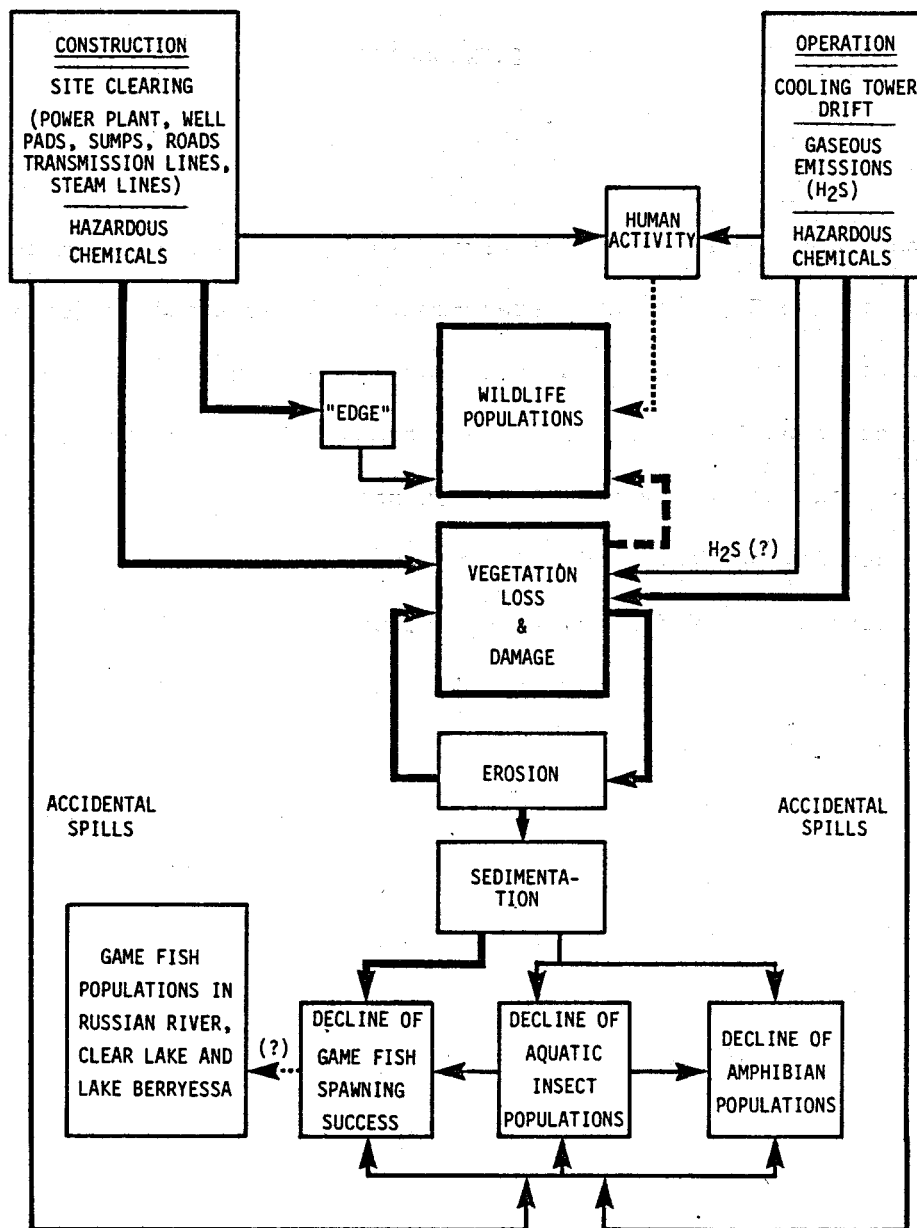 CONSTRUCTION
SITE CLEARING
(POWER PLANT, WELL
PADS, SUMPS, ROADS
TRANSMISSION LINES,
STEAM LINES)
HAZARDOUS
CHEMICALS
OPERATION
COOLING TOWER
DRIFT
GASEOUS
EMISSIONS
(H2S)
HAZARDOUS
CHEMICALS
HUMAN
ACTIVITY
"EDGE"
WILDLIFE
POPULATIONS
H2S (?)
VEGETATION
LOSS
&
DAMAGE
EROSION
ACCIDENTAL
SPILLS
ACCIDENTAL
SPILLS
SEDIMENTA-
TION
GAME FISH
POPULATIONS IN
RUSSIAN RIVER,
CLEAR LAKE AND
LAKE BERRYESSA
(?)
DECLINE OF
GAME FISH
SPAWNING
SUCCESS
DECLINE OF
AQUATIC
INSECT
POPULATIONS
DECLINE OF
AMPHIBIAN
POPULATIONS